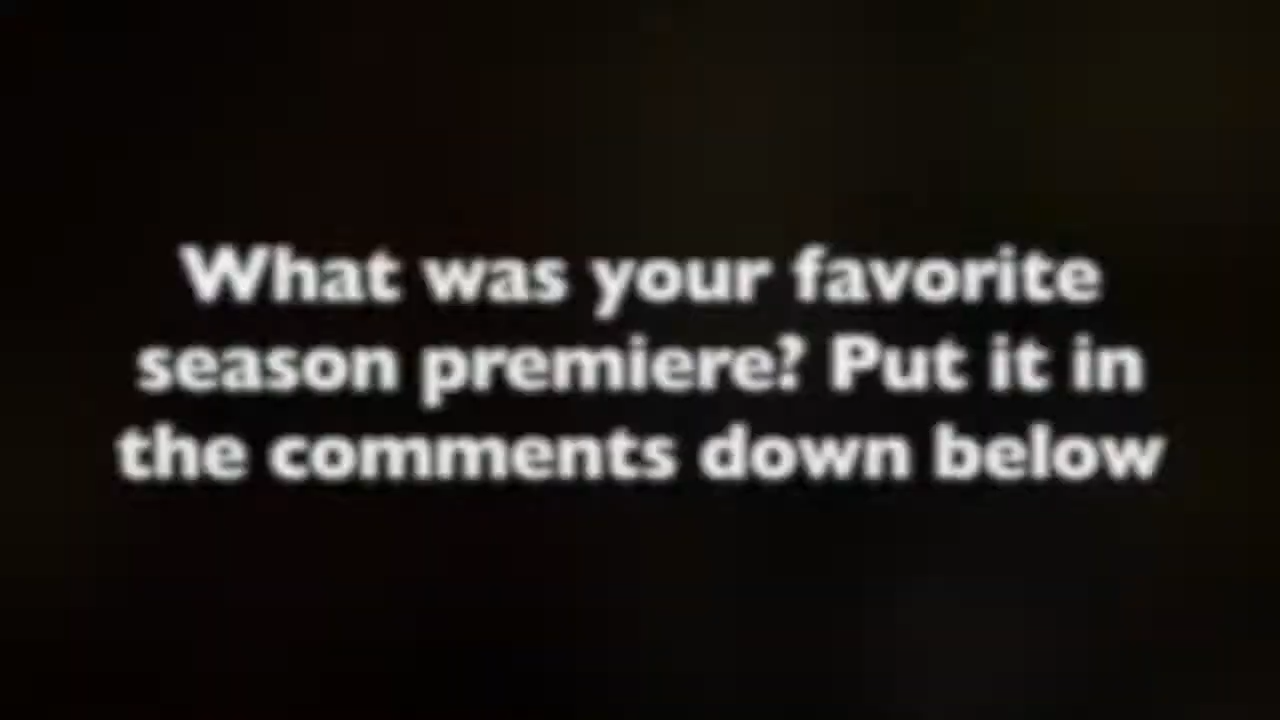 What was your favorite
season premiere? Put it in
the comments down below